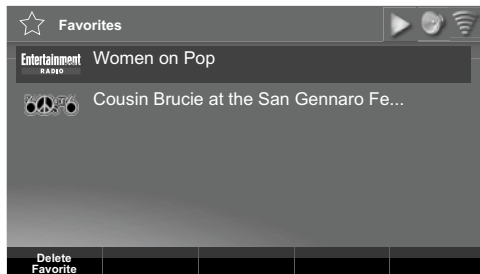 Favorites
Entertainment
RADIO
Women on Pop
Cousin Brucie at the San Gennaro Fe...
Delete
Favorite